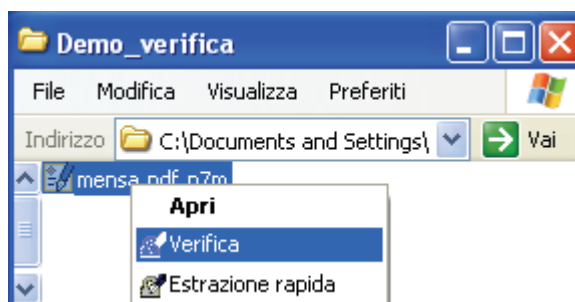 Demo_verifica
File Modifica Visualizza Preferiti
Indirizzo C:\Documents and Settings\ Vai
mensa.pdf.p7m
Apri
Verifica
Estrazione rapida